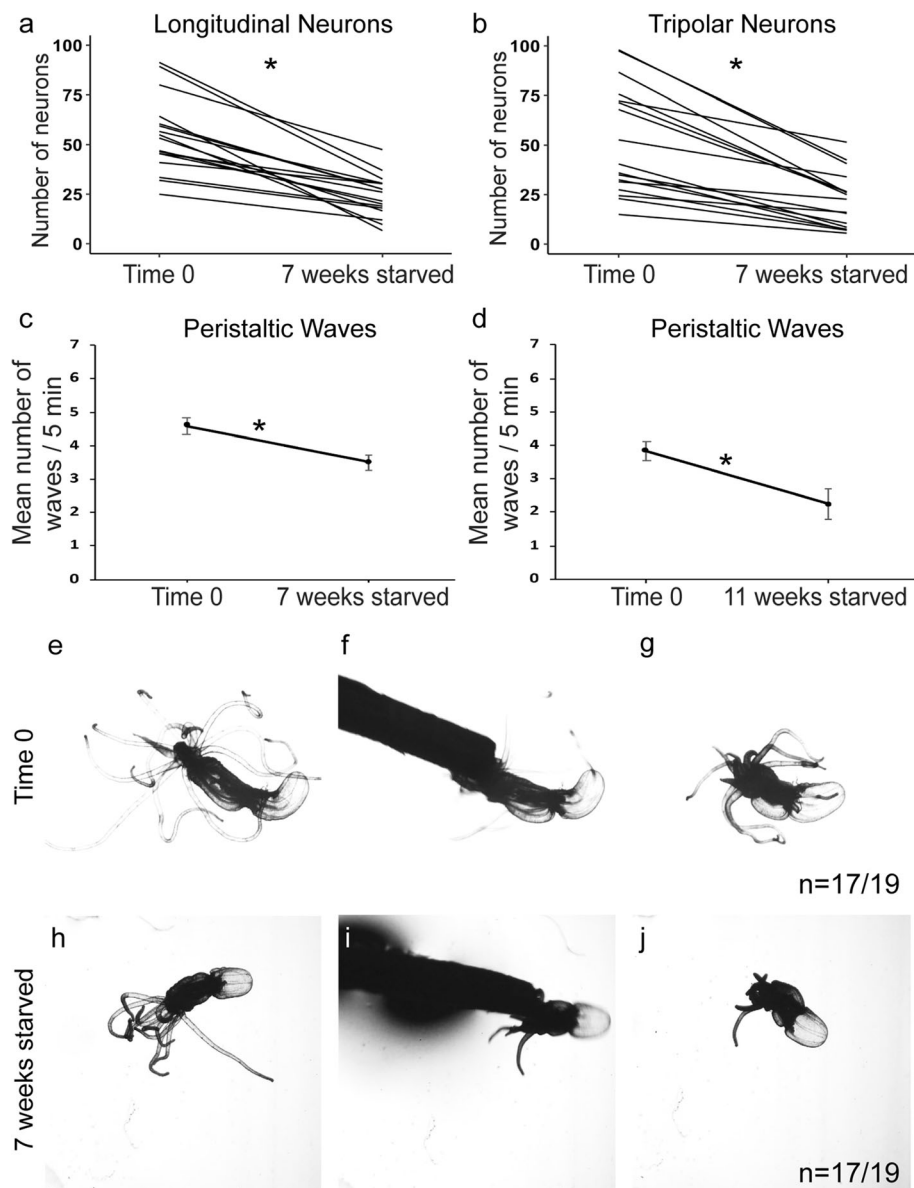 a
Longitudinal Neurons
Number of neurons
100
75
50
25
0
*
Time 0
7 weeks starved
b
Tripolar Neurons
Number of neurons
100
75
50
25
0
*
Time 0
7 weeks starved
c
Peristaltic Waves
Mean number of
waves / 5 min
7
6
5
4
3
2
1
0
*
Time 0
7 weeks starved
d
Peristaltic Waves
Mean number of
waves / 5 min
7
6
5
4
3
2
1
0
*
Time 0
11 weeks starved
Time 0
e
f
g
n=17/19
7 weeks starved
h
i
j
n=17/19